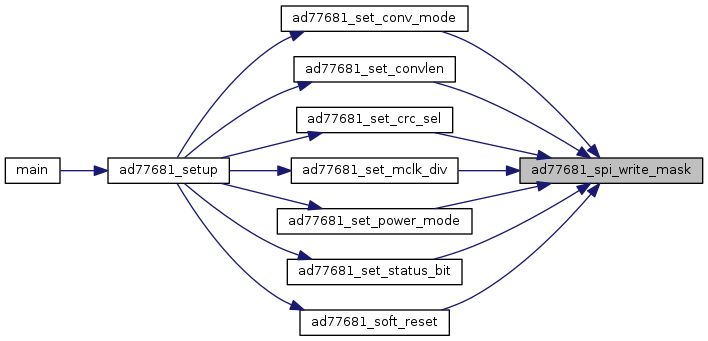 ad77681_set_conv_mode
ad77681_set_convlen
ad77681_set_crc_sel
main
ad77681_setup
ad77681_set_mclk_div
ad77681_spi_write_mask
ad77681_set_power_mode
ad77681_set_status_bit
ad77681_soft_reset